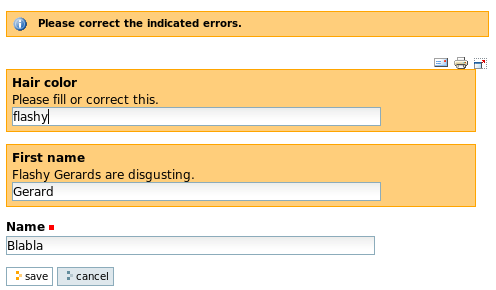 Please correct the indicated errors.
Hair color
Please fill or correct this.
flashy
First name
Flashy Gerards are disgusting.
Gerard
Name
Blabla
save cancel